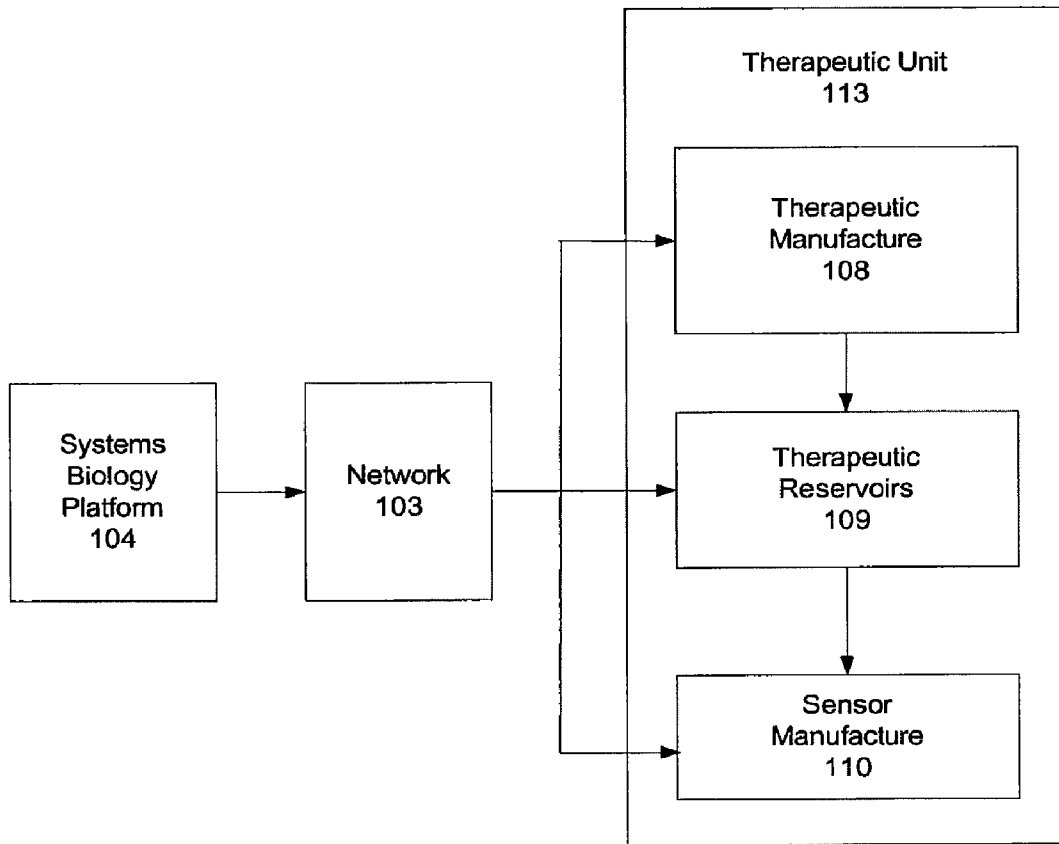 Therapeutic Unit
113
Therapeutic
Manufacture
108
Systems
Biology
Platform
104
Network
103
Therapeutic
Reservoirs
109
Sensor
Manufacture
110